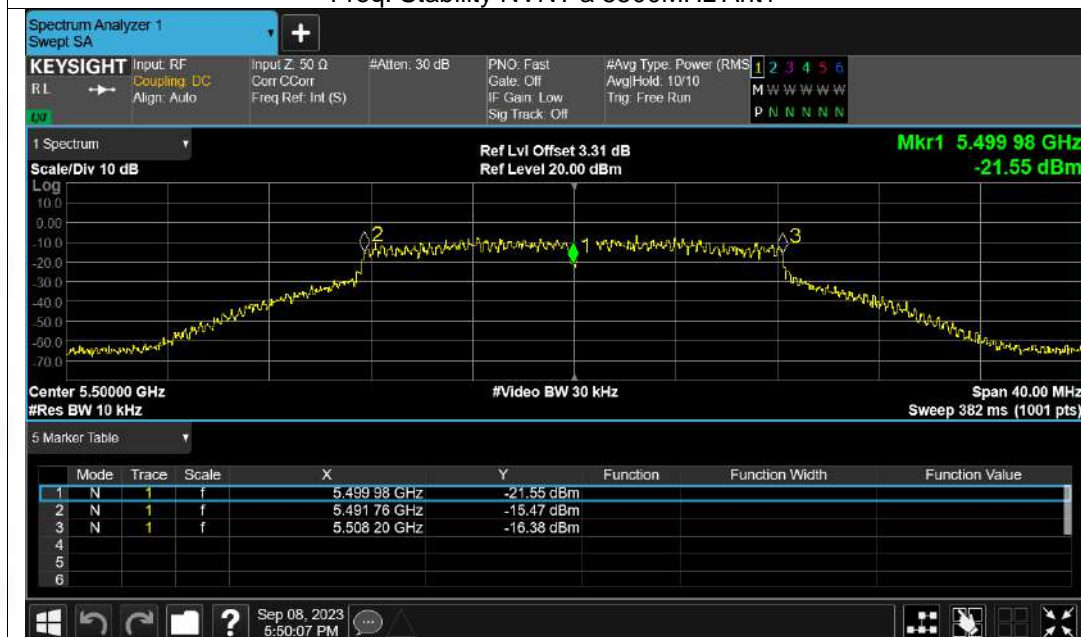 Spectrum Analyzer 1
Swept SA
+
KEYSIGHT Input: RF Input Z: 50 Ω #Atten: 30 dB PNO: Fast #Avg Type: Power (RMS 1 2 3 4 5 6
RL Coupling: DC Corr CCorr Gate: Off Avg|Hold: 10/10 M W W W W W
Align: Auto Freq Ref: Int (S) IF Gain: Low Trig: Free Run
Sig Track: Off P N N N N N
LXI
1 Spectrum
Ref Lvl Offset 3.31 dB Mkr1 5.499 98 GHz
Scale/Div 10 dB Ref Level 20.00 dBm -21.55 dBm
Log
10.0
0.00
-10.0
-20.0
-30.0
-40.0
-50.0
-60.0
-70.0
2 1 3
Center 5.50000 GHz #Video BW 30 kHz Span 40.00 MHz
#Res BW 10 kHz Sweep 382 ms (1001 pts)
5 Marker Table
Mode Trace Scale X Y Function Function Width Function Value
1 N 1 f 5.499 98 GHz -21.55 dBm
2 N 1 f 5.491 76 GHz -15.47 dBm
3 N 1 f 5.508 20 GHz -16.38 dBm
4
5
6
? Sep 08, 2023
5:50:07 PM